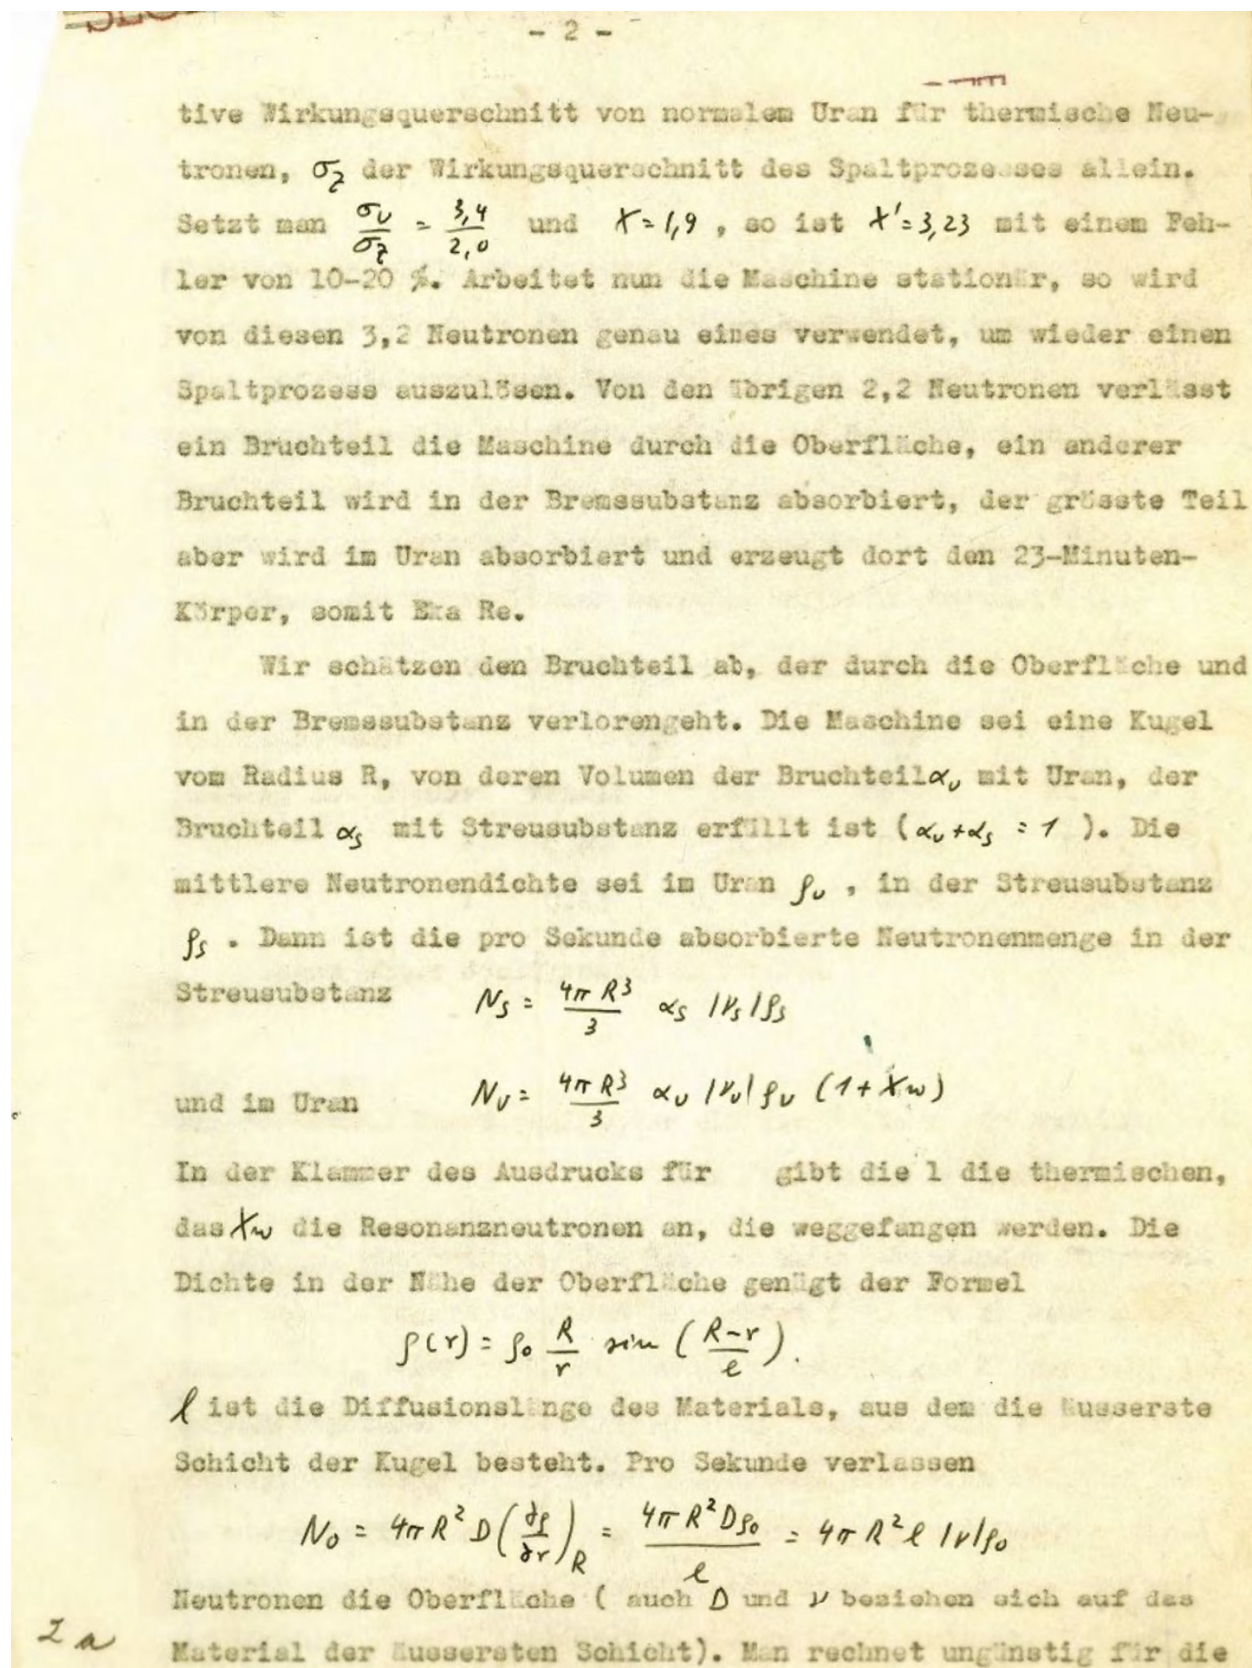 - 2 -
tive Wirkungsquerschnitt von normalem Uran für thermische Neu-
tronen, σ_z der Wirkungsquerschnitt des Spaltprozesses allein.
Setzt man σ_U/σ_z = 3,4/2,0 und X = 1,9 , so ist X' = 3,23 mit einem Feh-
ler von 10-20 %. Arbeitet nun die Maschine stationär, so wird
von diesen 3,2 Neutronen genau eines verwendet, um wieder einen
Spaltprozess auszulösen. Von den übrigen 2,2 Neutronen verlässt
ein Bruchteil die Maschine durch die Oberfläche, ein anderer
Bruchteil wird in der Bremssubstanz absorbiert, der grösste Teil
aber wird im Uran absorbiert und erzeugt dort den 23-Minuten-
Körper, somit Eka Re.
Wir schätzen den Bruchteil ab, der durch die Oberfläche und
in der Bremssubstanz verlorengeht. Die Maschine sei eine Kugel
vom Radius R, von deren Volumen der Bruchteil α_U mit Uran, der
Bruchteil α_S mit Streusubstanz erfüllt ist ( α_U + α_S = 1 ). Die
mittlere Neutronendichte sei im Uran ρ_U , in der Streusubstanz
ρ_S . Dann ist die pro Sekunde absorbierte Neutronenmenge in der
Streusubstanz N_S = 4πR³/3 α_S |ν_S| ρ_S
und im Uran N_U = 4πR³/3 α_U |ν_U| ρ_U (1 + Xw)
In der Klammer des Ausdrucks für gibt die 1 die thermischen,
das Xw die Resonanzneutronen an, die weggefangen werden. Die
Dichte in der Nähe der Oberfläche genügt der Formel
ρ(r) = ρ₀ R/r sin ( (R-r)/ℓ ).
ℓ ist die Diffusionslänge des Materials, aus dem die äusserste
Schicht der Kugel besteht. Pro Sekunde verlassen
N₀ = 4πR² D (∂ρ/∂r)_R = 4πR² Dρ₀/ℓ = 4πR² ℓ |ν| ρ₀
Neutronen die Oberfläche ( auch D und ν beziehen sich auf das
Material der äussersten Schicht). Man rechnet ungünstig für die